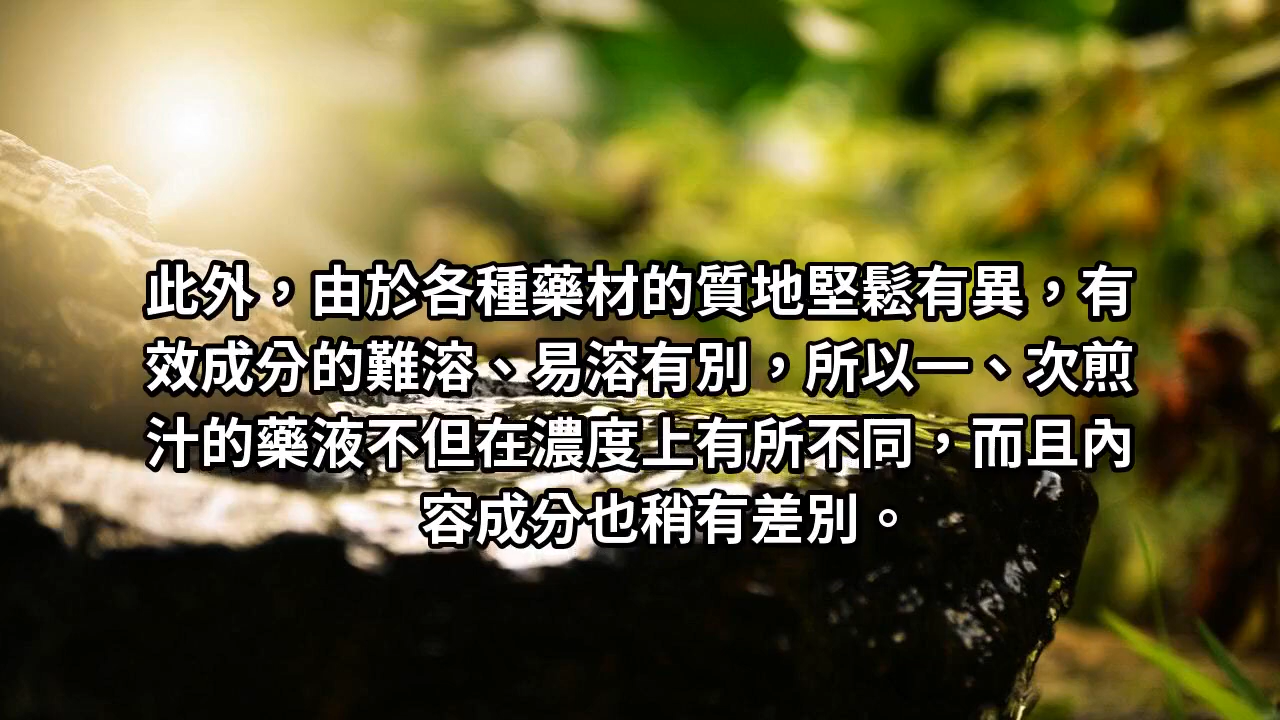 此外，由於各種藥材的質地堅鬆有異，有
效成分的難溶、易溶有別，所以一、次煎
汁的藥液不但在濃度上有所不同，而且內
容成分也稍有差別。